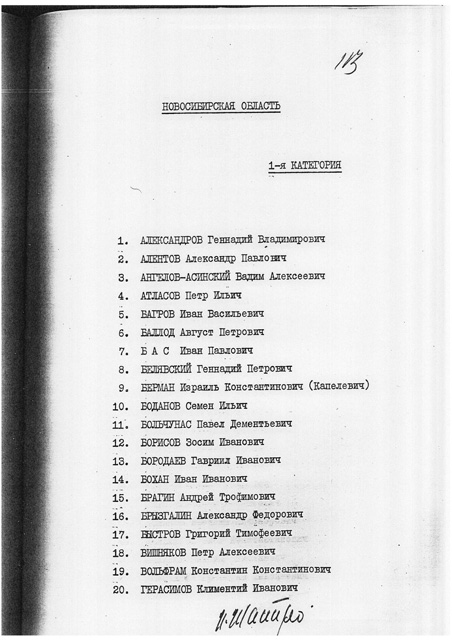 113
НОВОСИБИРСКАЯ ОБЛАСТЬ
1-я КАТЕГОРИЯ
1. АЛЕКСАНДРОВ Геннадий Владимирович
2. АЛЕНТОВ Александр Павлович
3. АНГЕЛОВ-АСИНСКИЙ Вадим Алексеевич
4. АТЛАСОВ Петр Ильич
5. БАГРОВ Иван Васильевич
6. БАЛЛОД Август Петрович
7. Б А С Иван Павлович
8. БЕЛЯВСКИЙ Геннадий Петрович
9. БЕРМАН Израиль Константинович (Капелевич)
10. БОДАНОВ Семен Ильич
11. БОЛЬЧУНАС Павел Дементьевич
12. БОРИСОВ Зосим Иванович
13. БОРОДАЕВ Гавриил Иванович
14. БОХАН Иван Иванович
15. БРАГИН Андрей Трофимович
16. БРЫЗГАЛИН Александр Федорович
17. БЫСТРОВ Григорий Тимофеевич
18. ВИШНЯКОВ Петр Алексеевич
19. ВОЛЬФРАМ Константин Константинович
20. ГЕРАСИМОВ Климентий Иванович